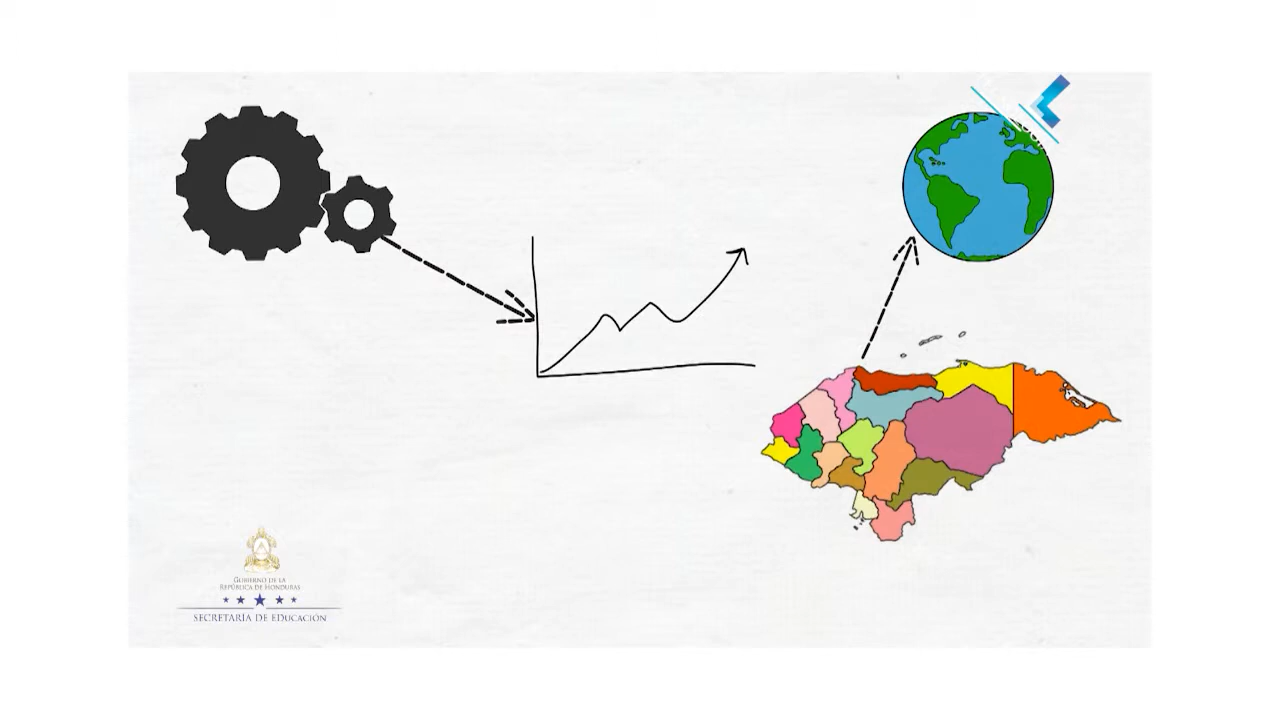 GOBIERNO DE LA
REPÚBLICA DE HONDURAS
SECRETARÍA DE EDUCACIÓN